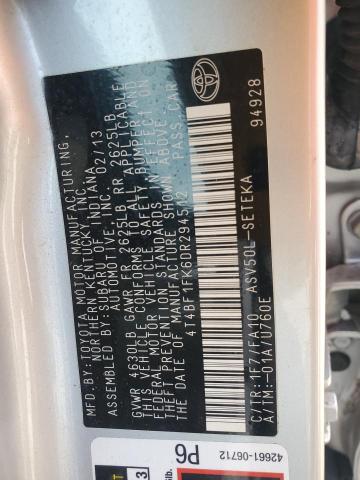 MFD. BY:
TOYOTA MOTOR MANUFACTURING,
NORTHERN KENTUCKY, INC.
SUBARU OF INDIANA
AUTOMOTIVE, INC. 02/13
GVWR 4630LB GAWR FR 2625LB RR 2625LB
THIS VEHICLE CONFORMS TO ALL APPLICABLE
FEDERAL MOTOR VEHICLE SAFETY, BUMPER, AND
THEFT PREVENTION STANDARDS IN EFFECT ON
THE DATE OF MANUFACTURE SHOWN ABOVE.
4T4BF1FK6DR294512 PASS. CAR
C/TR: 1F7/FA10 ASV50L-SETEKA
A/TM: -01A/U760E 94928
TOYOTA
42661-06712
P6